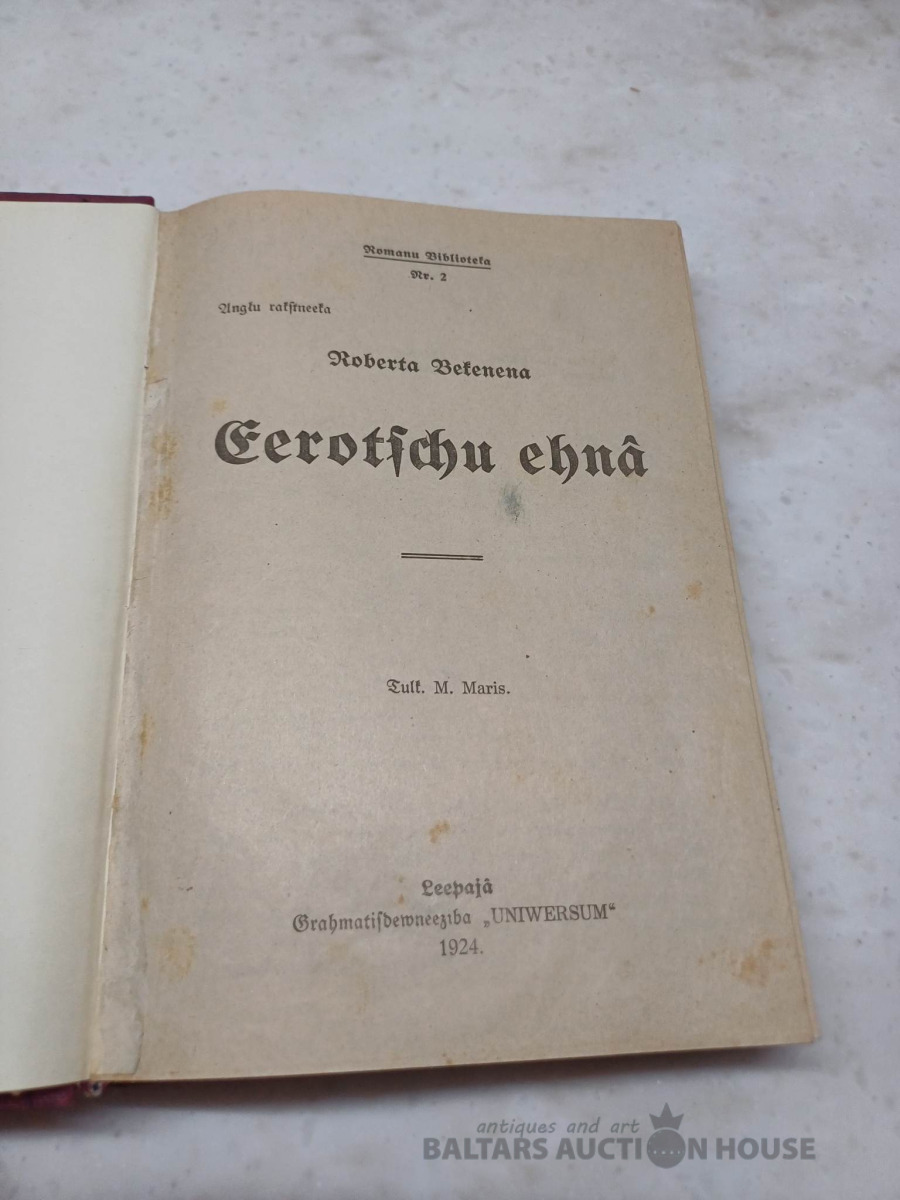 Romanu Biblioteka
Nr. 2
Angłu rakſtneeka
Roberta Bekenena
Eerotſchu ehnâ
Tulk. M. Maris.
Leepajâ
Grahmatiſdewneeziba „UNIWERSUM“
1924.
antiques and art
BALTARS AUCTION HOUSE